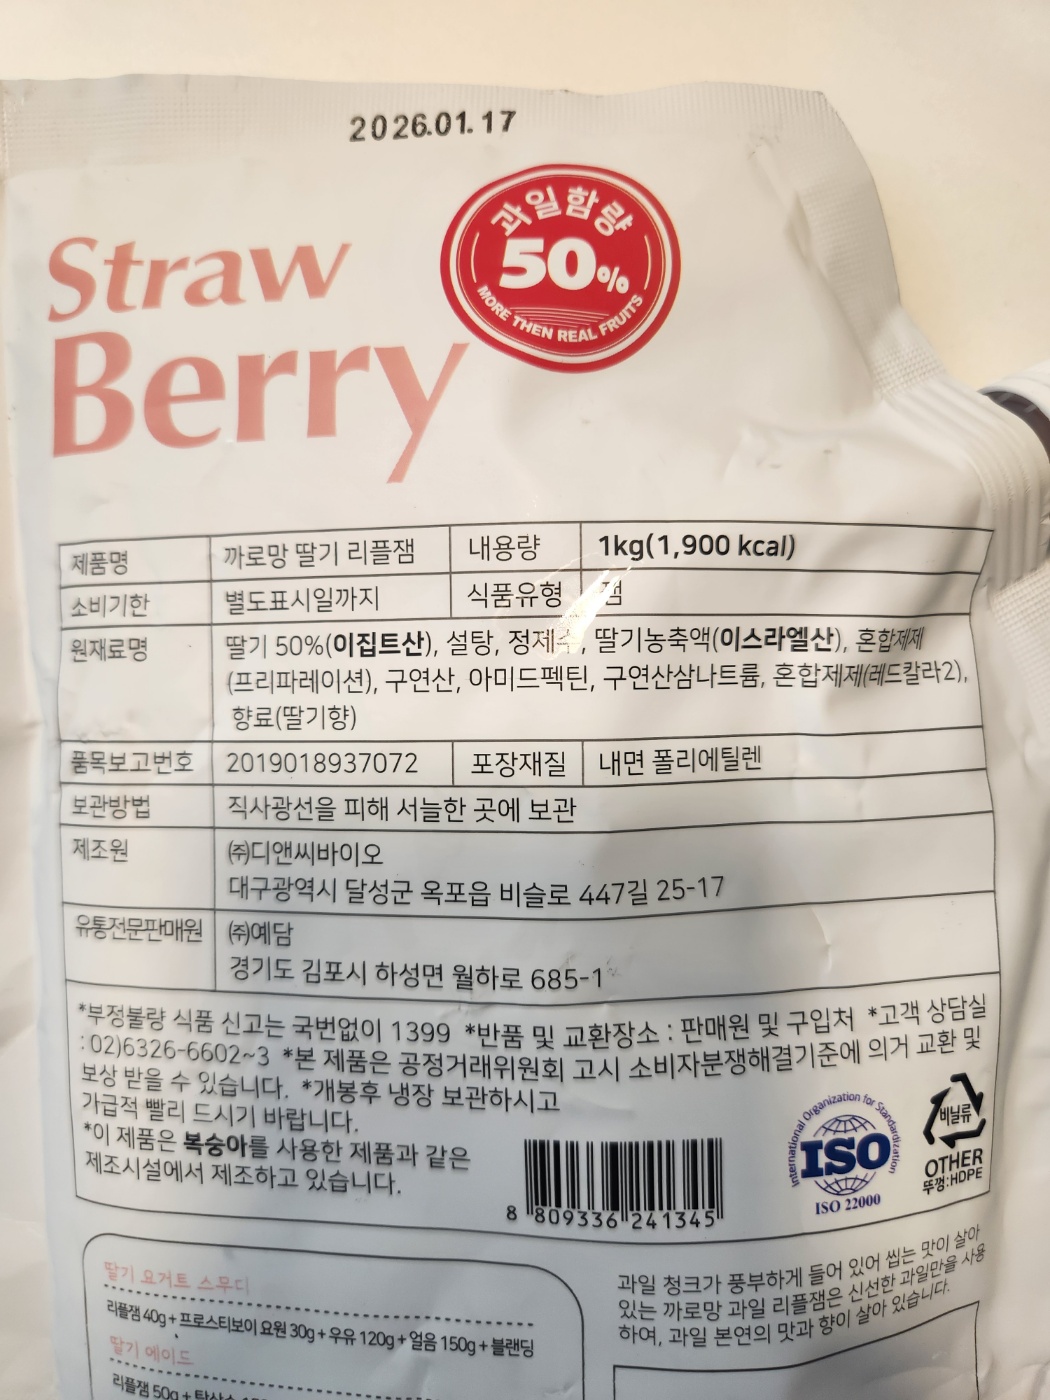 2026.01.17
과일함량
50%
MORE THEN REAL FRUITS
Straw
Berry
제품명 까로망 딸기 리플잼 내용량 1kg(1,900 kcal)
소비기한 별도표시일까지 식품유형 잼
원재료명 딸기 50%(이집트산), 설탕, 정제수, 딸기농축액(이스라엘산), 혼합제제
(프리파레이션), 구연산, 아미드펙틴, 구연산삼나트륨, 혼합제제(레드칼라2),
향료(딸기향)
품목보고번호 2019018937072 포장재질 내면 폴리에틸렌
보관방법 직사광선을 피해 서늘한 곳에 보관
제조원 ㈜디앤씨바이오
대구광역시 달성군 옥포읍 비슬로 447길 25-17
유통전문판매원 ㈜예담
경기도 김포시 하성면 월하로 685-1
*부정불량 식품 신고는 국번없이 1399 *반품 및 교환장소 : 판매원 및 구입처 *고객 상담실
: 02)6326-6602~3 *본 제품은 공정거래위원회 고시 소비자분쟁해결기준에 의거 교환 및
보상 받을 수 있습니다. *개봉후 냉장 보관하시고
가급적 빨리 드시기 바랍니다.
*이 제품은 복숭아를 사용한 제품과 같은
제조시설에서 제조하고 있습니다.
8 809336 241345
International Organization for Standardization
ISO
ISO 22000
비닐류
OTHER
뚜껑:HDPE
딸기 요거트 스무디
리플잼 40g + 프로스티보이 요원 30g + 우유 120g + 얼음 150g + 블랜딩
딸기 에이드
리플잼 50g +
과일 청크가 풍부하게 들어 있어 씹는 맛이 살아
있는 까로망 과일 리플잼은 신선한 과일만을 사용
하여, 과일 본연의 맛과 향이 살아 있습니다.